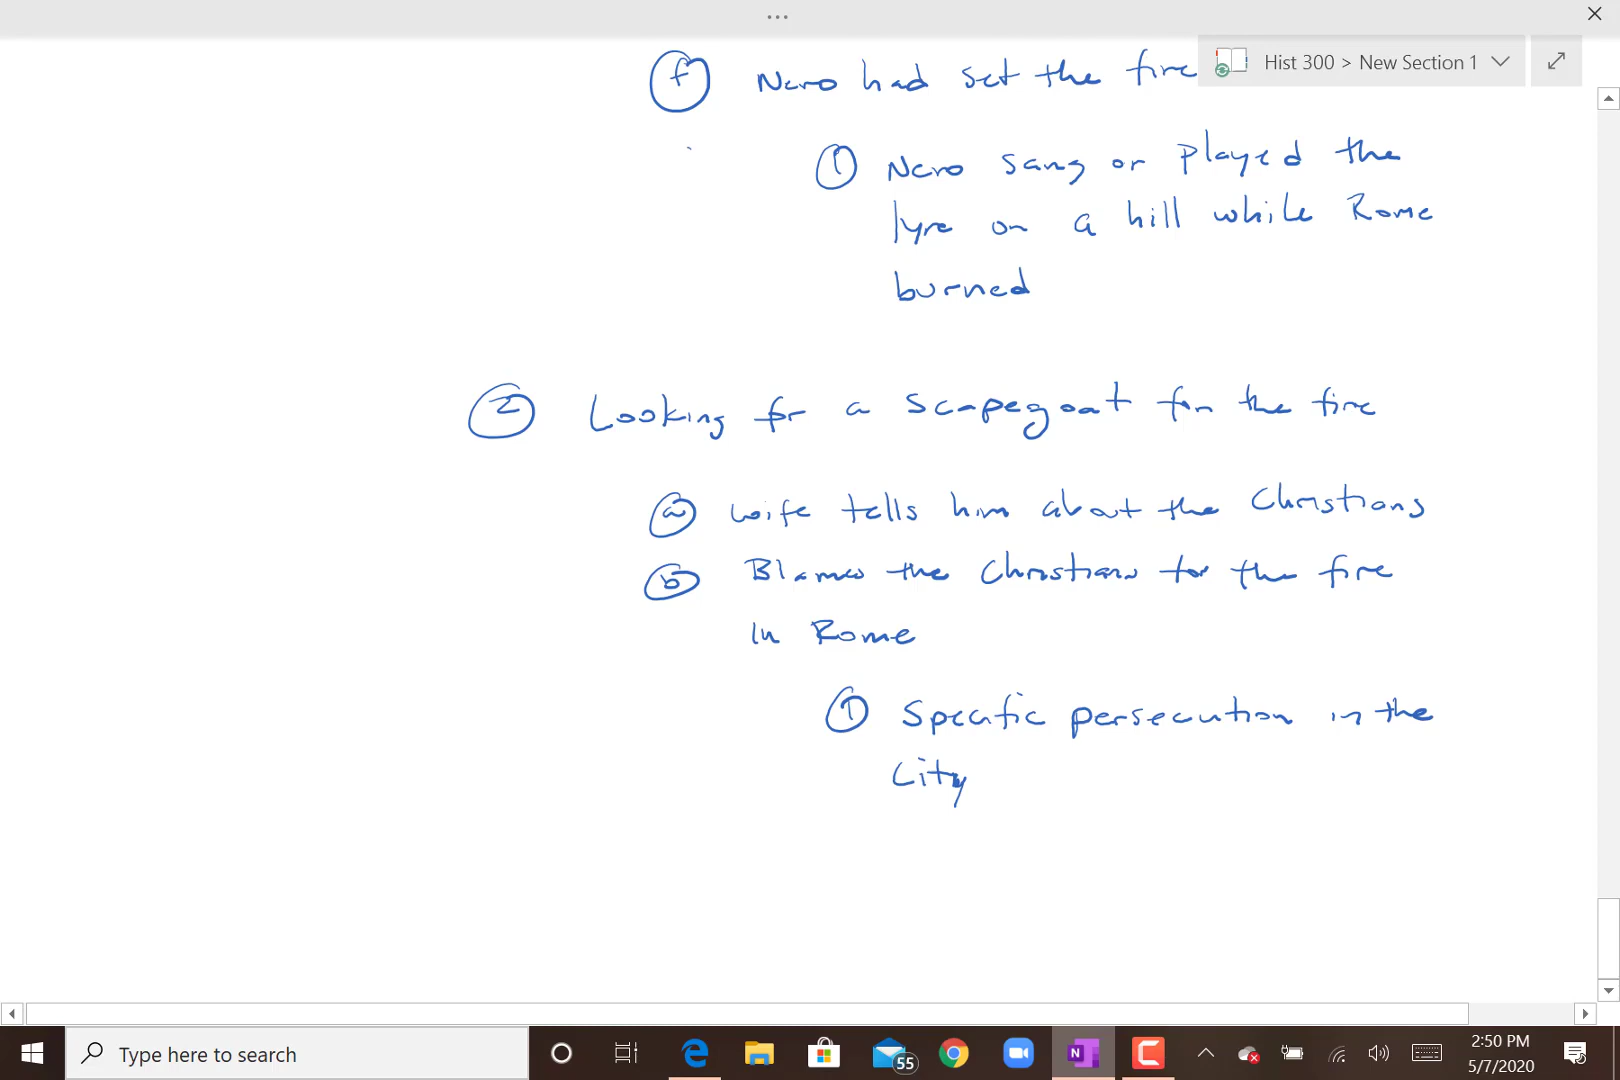 Hist 300 > New Section 1
f Nero had set the fire
1 Nero sang or played the
lyre on a hill while Rome
burned
2 Looking for a scapegoat for the fire
a wife tells him about the Christians
b Blames the Christians for the fire
In Rome
1 Specific persecution in the
City
Type here to search
55
N
2:50 PM
5/7/2020